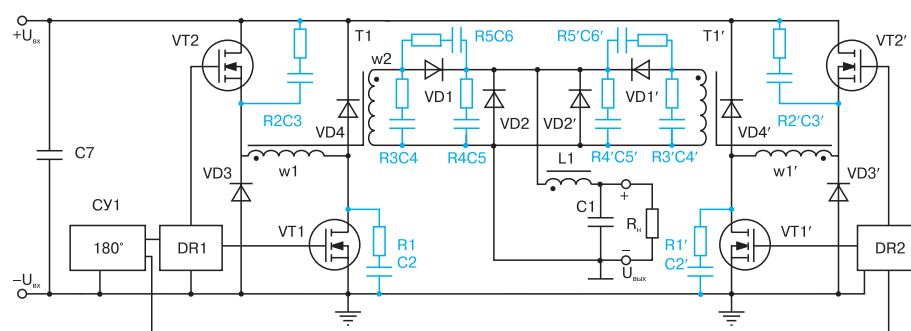 +Uвх
VT2
R2C3
VD4
T1
w2
R5C6
VD1
R3C4
R4C5
VD2
R5′C6′
VD2′
VD1′
R4′C5′
R3′C4′
T1′
R2′C3′
VT2′
VD4′
C7
VD3
w1
L1
w1′
VD3′
СУ1
180°
DR1
VT1
R1
C2
C1
+
Rн
–
Uвых
R1′
C2′
VT1′
DR2
–Uвх